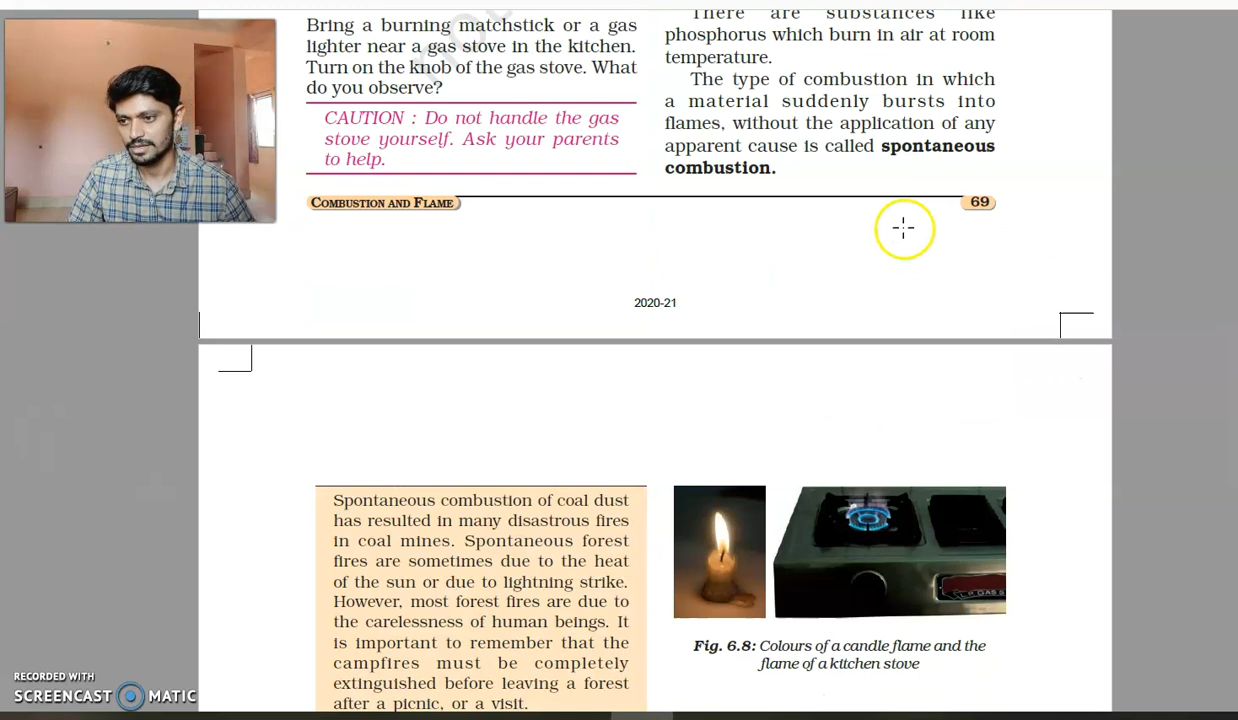 Bring a burning matchstick or a gas
lighter near a gas stove in the kitchen.
Turn on the knob of the gas stove. What
do you observe?
CAUTION : Do not handle the gas
stove yourself. Ask your parents
to help.
There are substances like
phosphorus which burn in air at room
temperature.
The type of combustion in which
a material suddenly bursts into
flames, without the application of any
apparent cause is called spontaneous
combustion.
COMBUSTION AND FLAME
69
2020-21
Spontaneous combustion of coal dust
has resulted in many disastrous fires
in coal mines. Spontaneous forest
fires are sometimes due to the heat
of the sun or due to lightning strike.
However, most forest fires are due to
the carelessness of human beings. It
is important to remember that the
campfires must be completely
extinguished before leaving a forest
after a picnic, or a visit.
Fig. 6.8: Colours of a candle flame and the
flame of a kitchen stove
RECORDED WITH
SCREENCAST MATIC